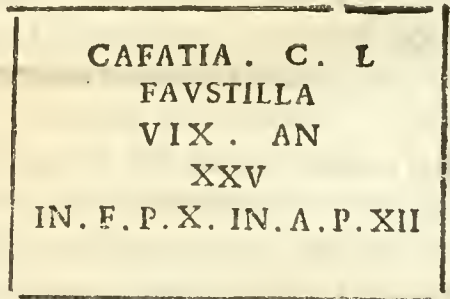 CAFATIA. C. L
FAVSTILLA
VIX. AN
XXV
IN. F. P. X. IN. A. P. XII